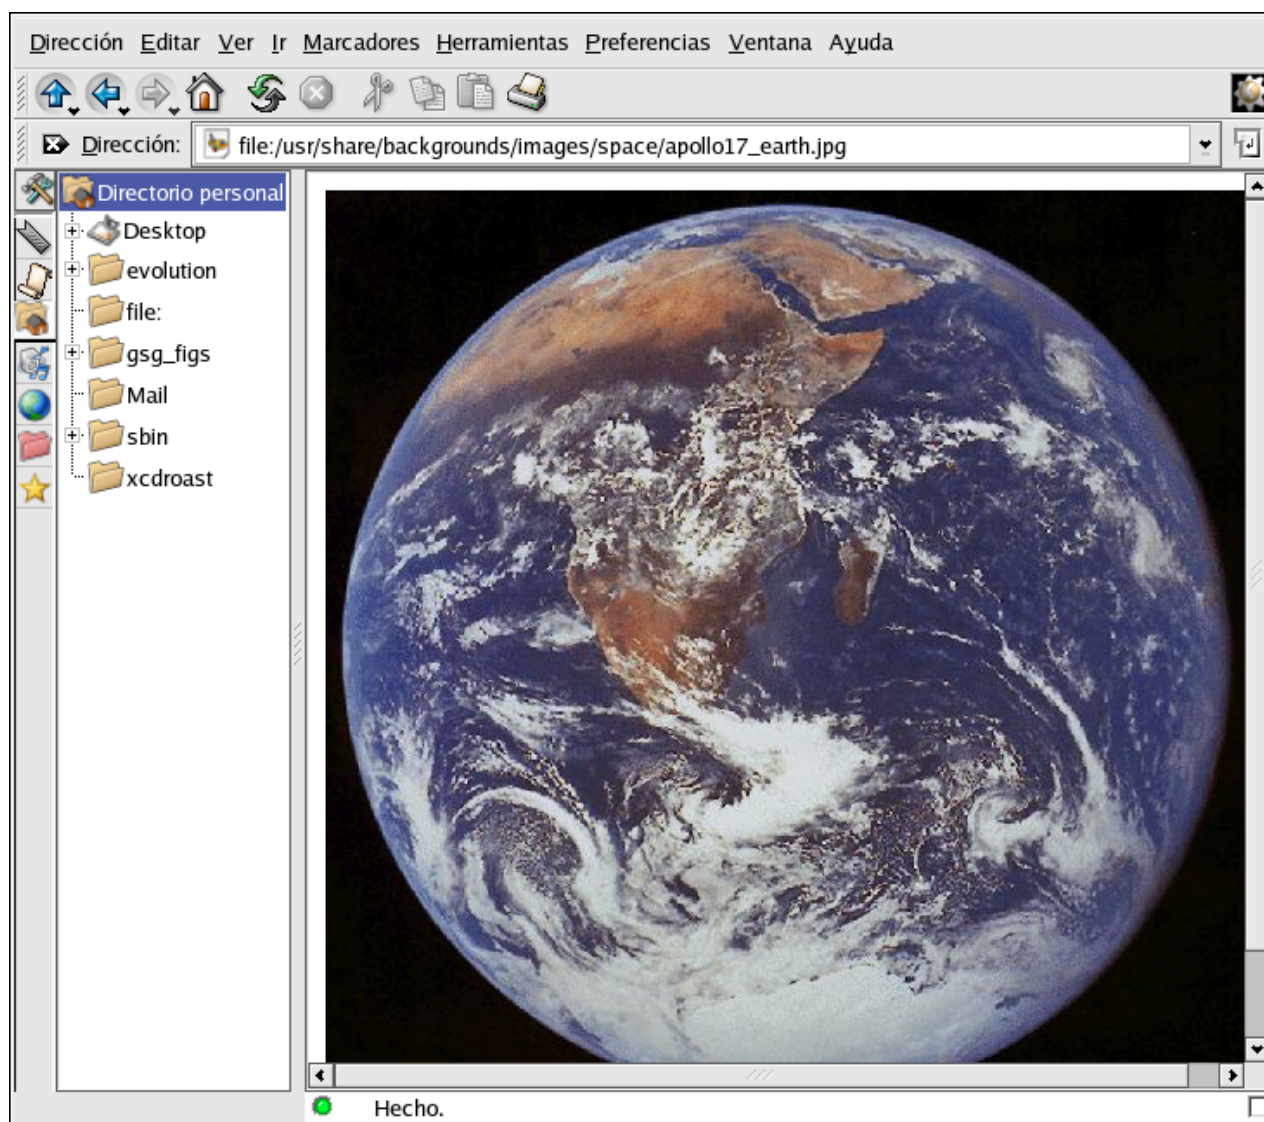 Dirección Editar Ver Ir Marcadores Herramientas Preferencias Ventana Ayuda
Dirección: file:/usr/share/backgrounds/images/space/apollo17_earth.jpg
Directorio personal
Desktop
evolution
file:
gsg_figs
Mail
sbin
xcdroast
Hecho.